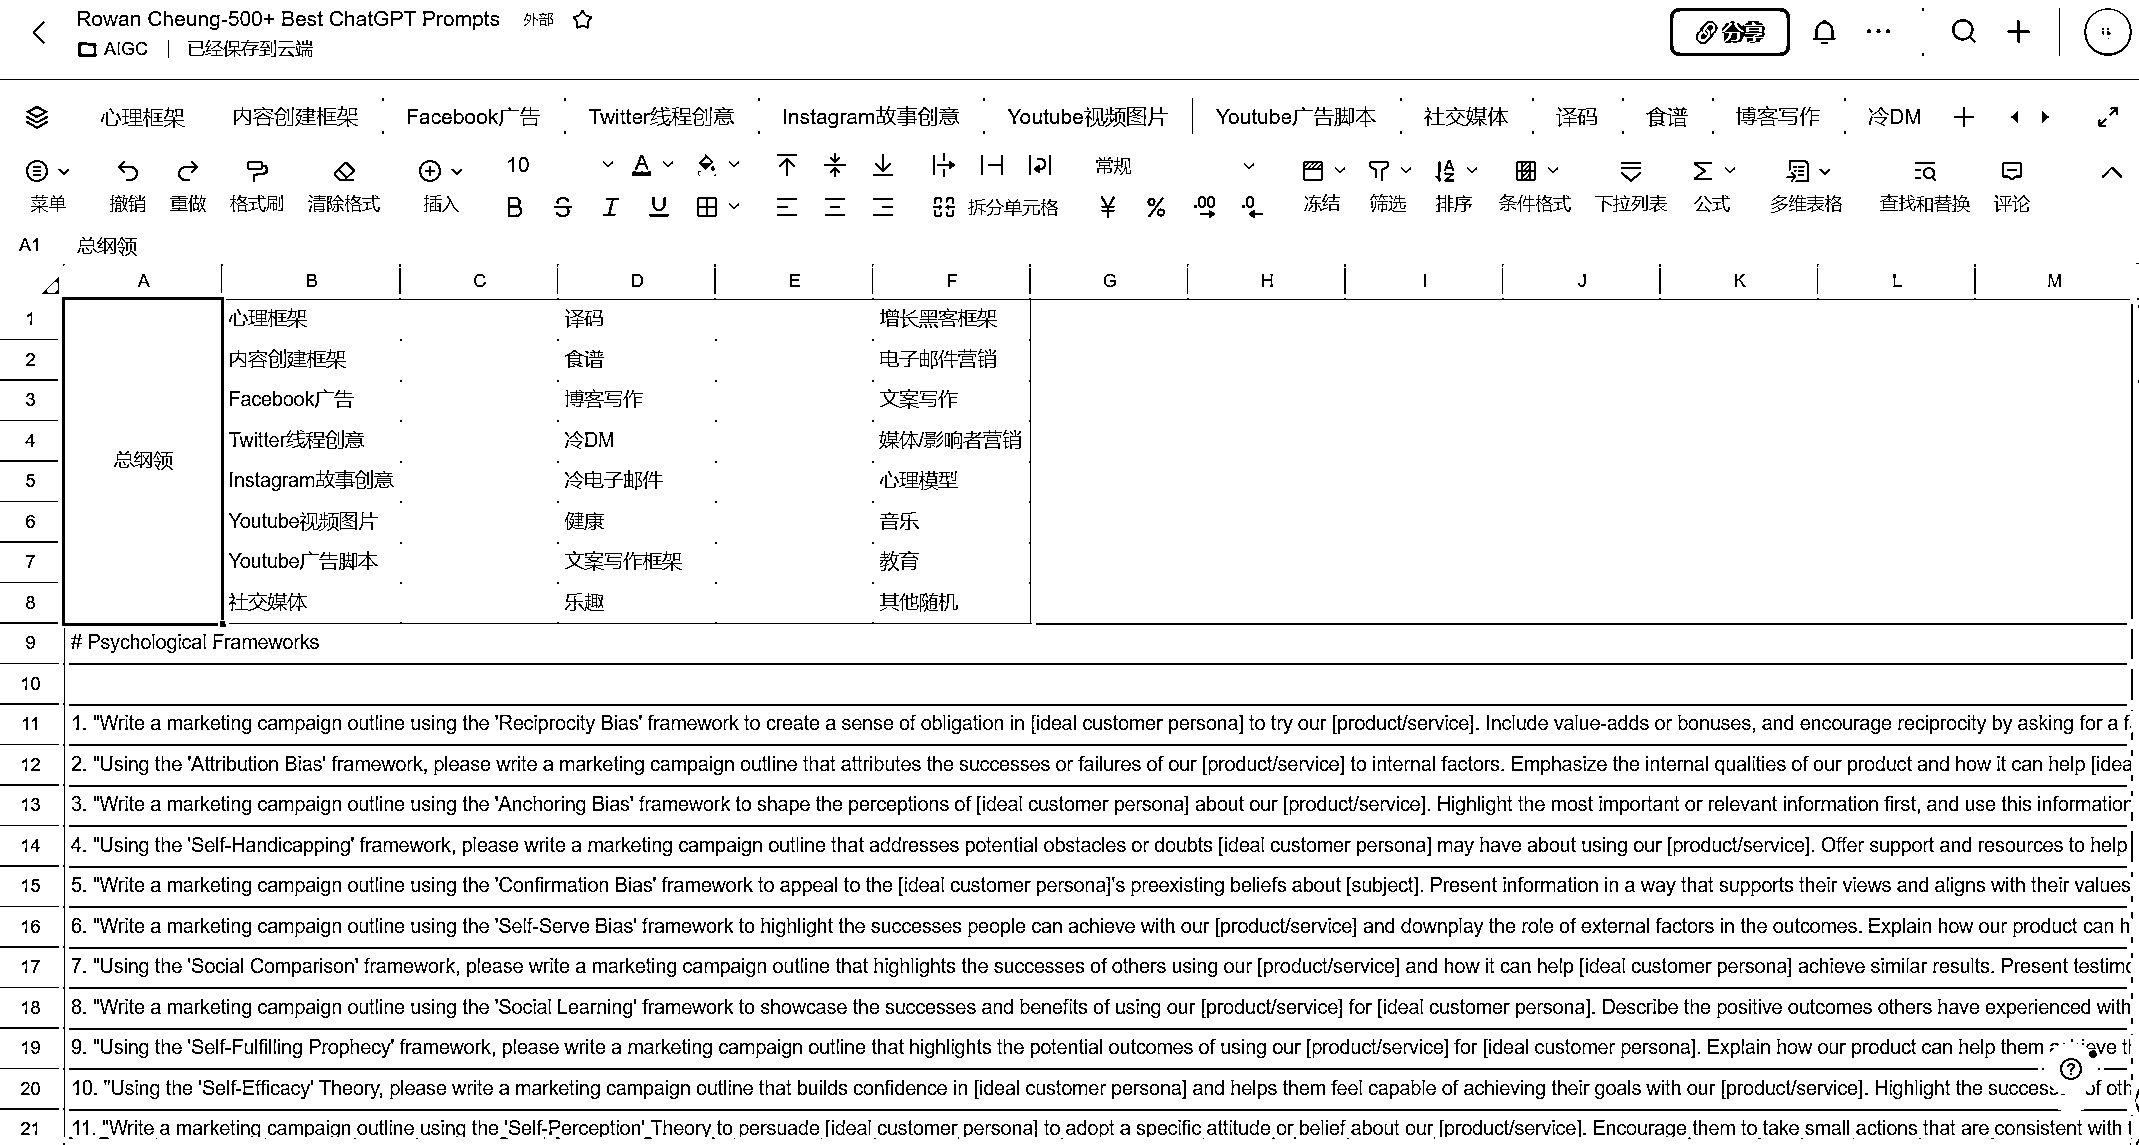 Rowan Cheung-500+ Best ChatGPT Prompts 外部
分享
AIGC 已经保存到云端
心理框架 内容创建框架 Facebook广告 Twitter线程创意 Instagram故事创意 Youtube视频图片 Youtube广告脚本 社交媒体 译码 食谱 博客写作 冷DM
10 常规
菜单 撤销 重做 格式刷 清除格式 插入 拆分单元格 冻结 筛选 排序 条件格式 下拉列表 公式 多维表格 查找和替换 评论
A1 总纲领
A B C D E F G H I J K L M
1 心理框架 译码 增长黑客框架
2 内容创建框架 食谱 电子邮件营销
3 Facebook广告 博客写作 文案写作
4 Twitter线程创意 冷DM 媒体/影响者营销
总纲领
5 Instagram故事创意 冷电子邮件 心理模型
6 Youtube视频图片 健康 音乐
7 Youtube广告脚本 文案写作框架 教育
8 社交媒体 乐趣 其他随机
9 # Psychological Frameworks
10
11 1. "Write a marketing campaign outline using the 'Reciprocity Bias' framework to create a sense of obligation in [ideal customer persona] to try our [product/service]. Include value-adds or bonuses, and encourage reciprocity by asking for a f
12 2. "Using the 'Attribution Bias' framework, please write a marketing campaign outline that attributes the successes or failures of our [product/service] to internal factors. Emphasize the internal qualities of our product and how it can help [idea
13 3. "Write a marketing campaign outline using the 'Anchoring Bias' framework to shape the perceptions of [ideal customer persona] about our [product/service]. Highlight the most important or relevant information first, and use this information
14 4. "Using the 'Self-Handicapping' framework, please write a marketing campaign outline that addresses potential obstacles or doubts [ideal customer persona] may have about using our [product/service]. Offer support and resources to help
15 5. "Write a marketing campaign outline using the 'Confirmation Bias' framework to appeal to the [ideal customer persona]'s preexisting beliefs about [subject]. Present information in a way that supports their views and aligns with their values
16 6. "Write a marketing campaign outline using the 'Self-Serve Bias' framework to highlight the successes people can achieve with our [product/service] and downplay the role of external factors in the outcomes. Explain how our product can h
17 7. "Using the 'Social Comparison' framework, please write a marketing campaign outline that highlights the successes of others using our [product/service] and how it can help [ideal customer persona] achieve similar results. Present testim
18 8. "Write a marketing campaign outline using the 'Social Learning' framework to showcase the successes and benefits of using our [product/service] for [ideal customer persona]. Describe the positive outcomes others have experienced with
19 9. "Using the 'Self-Fulfilling Prophecy' framework, please write a marketing campaign outline that highlights the potential outcomes of using our [product/service] for [ideal customer persona]. Explain how our product can help them
20 10. "Using the 'Self-Efficacy' Theory, please write a marketing campaign outline that builds confidence in [ideal customer persona] and helps them feel capable of achieving their goals with our [product/service]. Highlight the
21 11. "Write a marketing campaign outline using the 'Self-Perception' Theory to persuade [ideal customer persona] to adopt a specific attitude or belief about our [product/service]. Encourage them to take small actions that are consistent with t